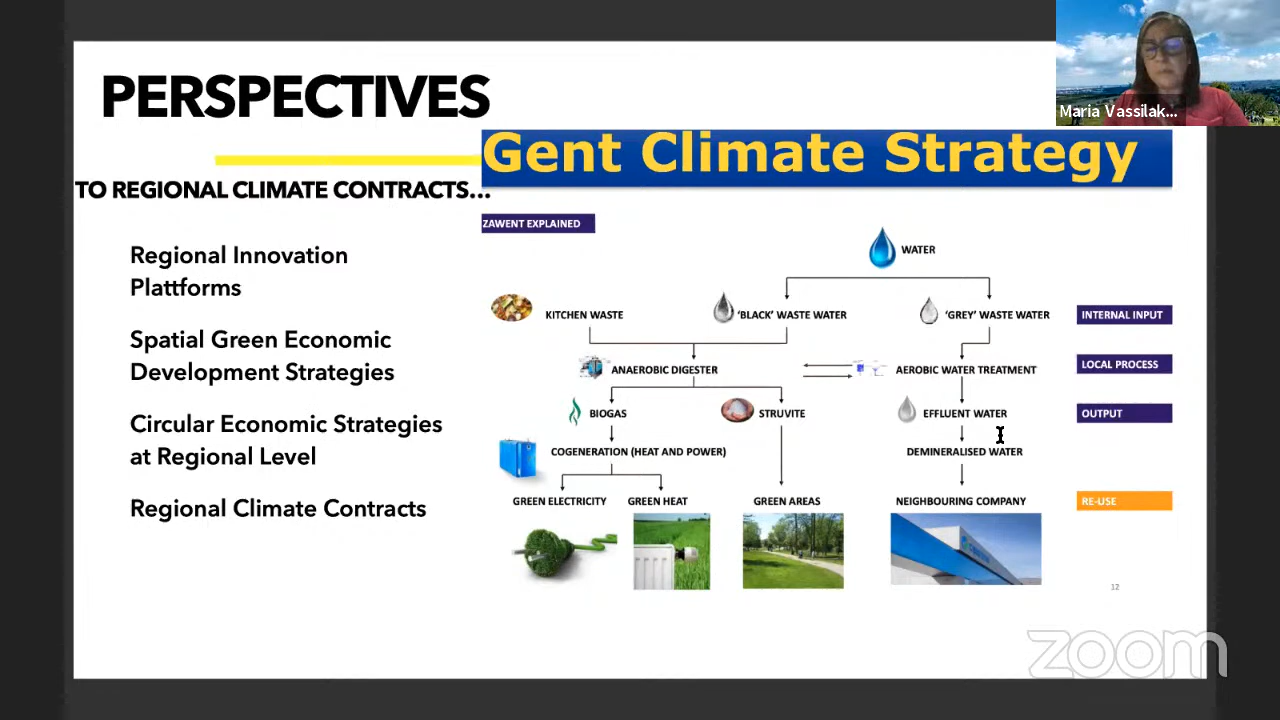 PERSPECTIVES
TO REGIONAL CLIMATE CONTRACTS...
Regional Innovation
Plattforms
Spatial Green Economic
Development Strategies
Circular Economic Strategies
at Regional Level
Regional Climate Contracts
Gent Climate Strategy
ZAWENT EXPLAINED
WATER
KITCHEN WASTE
'BLACK' WASTE WATER
'GREY' WASTE WATER
INTERNAL INPUT
ANAEROBIC DIGESTER
AEROBIC WATER TREATMENT
LOCAL PROCESS
BIOGAS
STRUVITE
EFFLUENT WATER
OUTPUT
COGENERATION (HEAT AND POWER)
DEMINERALISED WATER
GREEN ELECTRICITY
GREEN HEAT
GREEN AREAS
NEIGHBOURING COMPANY
RE-USE
12
Maria Vassilak...
zoom